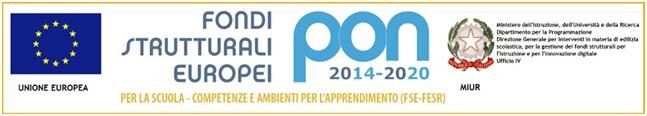 UNIONE EUROPEA
FONDI
STRUTTURALI
EUROPEI
pon
2014-2020
PER LA SCUOLA - COMPETENZE E AMBIENTI PER L'APPRENDIMENTO (FSE-FESR)
MIUR
Ministero dell'Istruzione, dell'Università e della Ricerca
Dipartimento per la Programmazione
Direzione Generale per interventi in materia di edilizia
scolastica, per la gestione dei fondi strutturali per
l'istruzione e per l'innovazione digitale
Ufficio IV